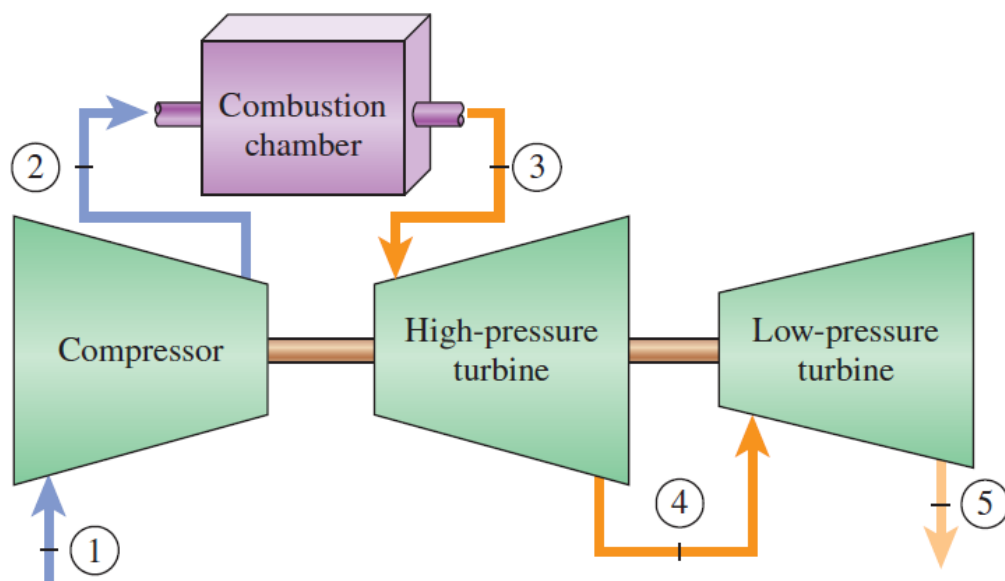 Combustion
chamber
2
3
Compressor
High-pressure
turbine
Low-pressure
turbine
4
5
1